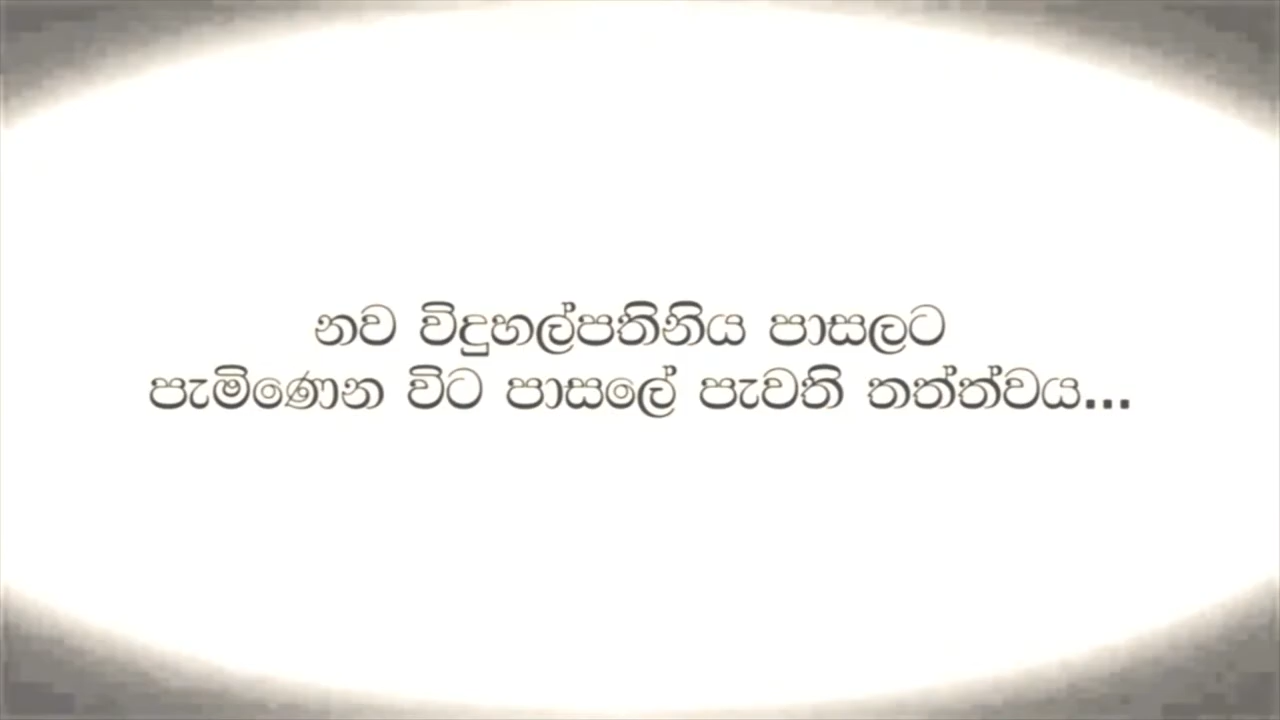 නව විදුහල්පතිනිය පාසලට
පැමිණෙන විට පාසලේ පැවති තත්ත්වය...